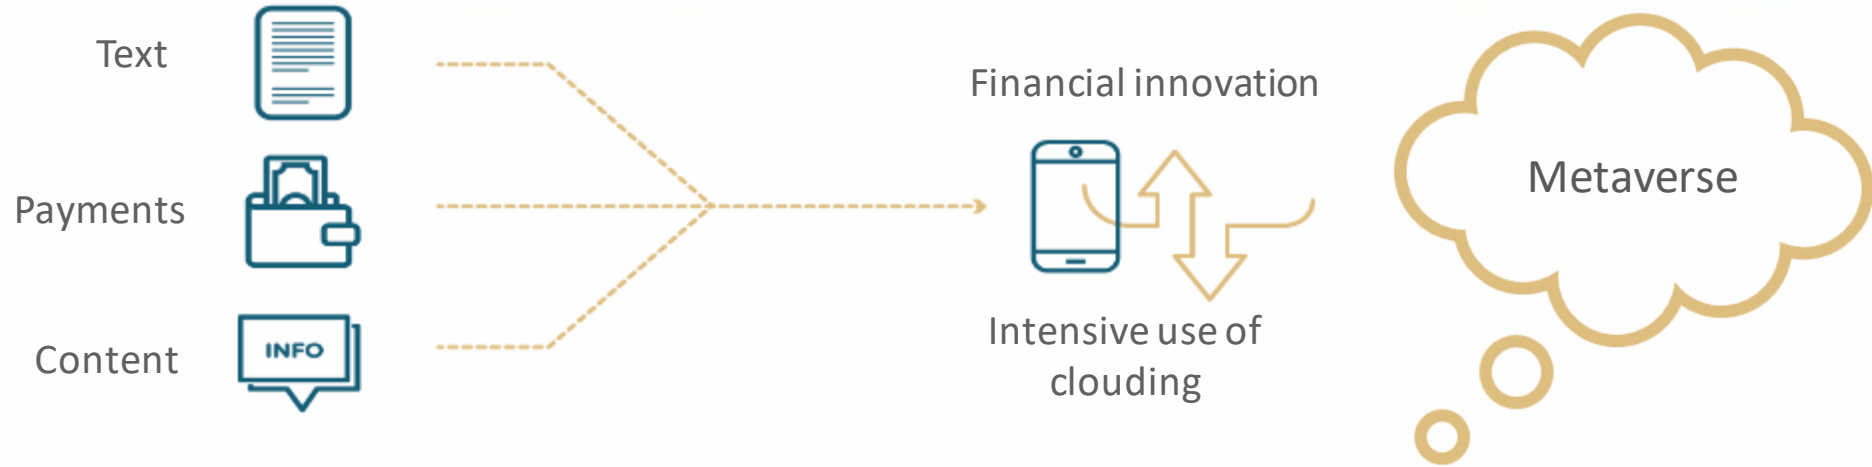 Text
Payments
Content
INFO
Financial innovation
Intensive use of
clouding
Metaverse